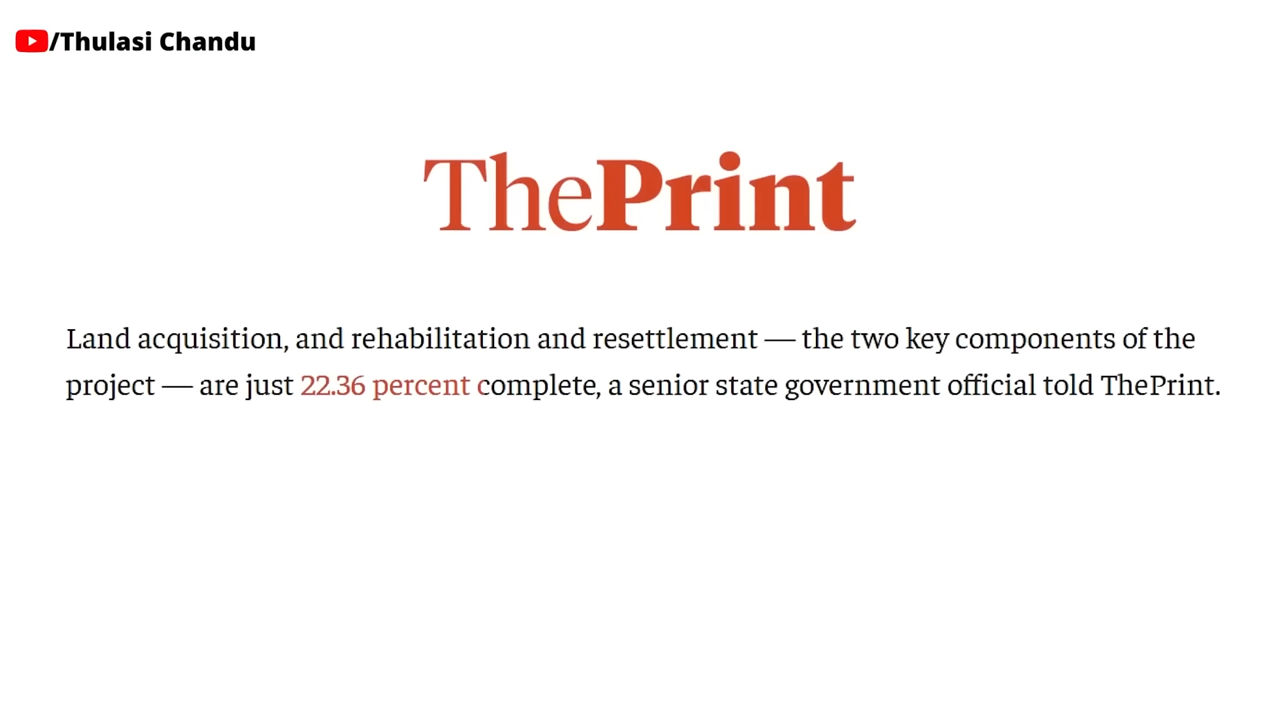 /Thulasi Chandu
ThePrint
Land acquisition, and rehabilitation and resettlement — the two key components of the
project — are just 22.36 percent complete, a senior state government official told ThePrint.